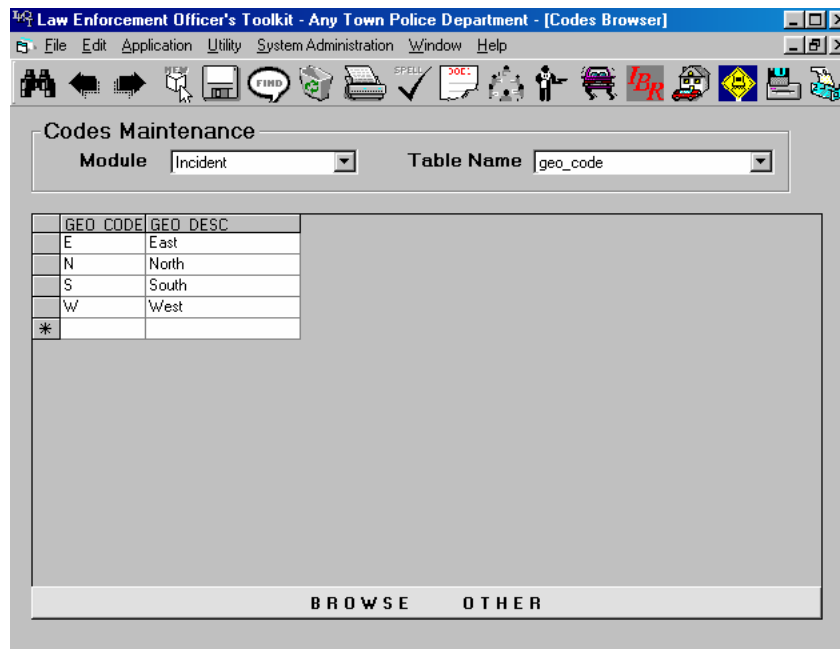 Law Enforcement Officer's Toolkit - Any Town Police Department - [Codes Browser]
File Edit Application Utility System Administration Window Help
NEW FIND SPELL DOC: IBR
Codes Maintenance
Module Incident Table Name geo_code
GEO CODE GEO DESC
E East
N North
S South
W West
*
BROWSE OTHER